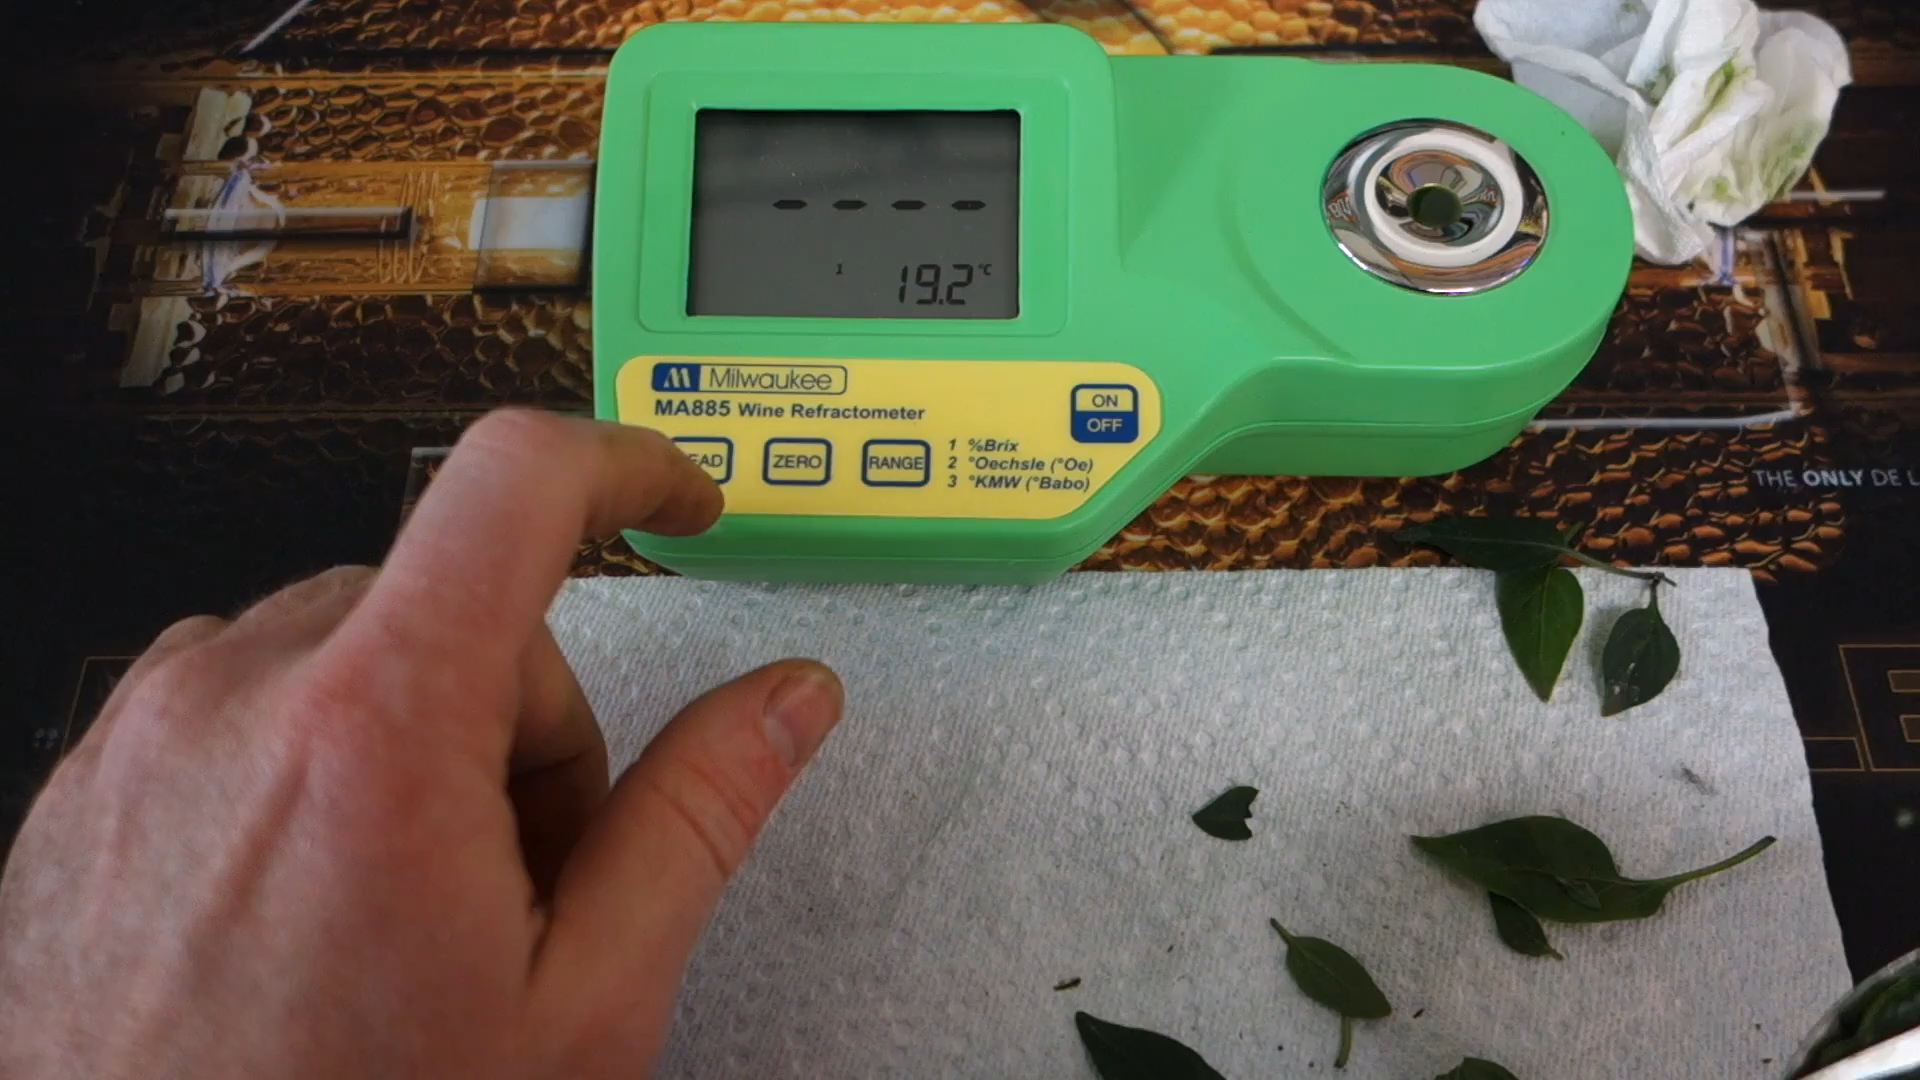 - - - -
1 19.2°C
Milwaukee
MA885 Wine Refractometer
ON
OFF
ZERO
RANGE
1 %Brix
2 °Oechsle (°Oe)
3 °KMW (°Babo)
THE ONLY DE